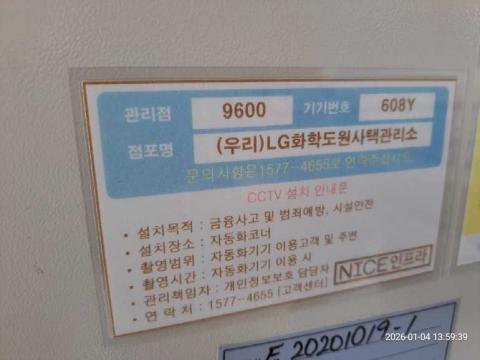 관리점 9600 기기번호 608Y
점포명 (우리)LG화학도원사택관리소
문의사항은1577-4655로 연락주십시오
CCTV 설치 안내문
• 설치목적 : 금융사고 및 범죄예방, 시설안전
• 설치장소 : 자동화코너
• 촬영범위 : 자동화기기 이용고객 및 주변
• 촬영시간 : 자동화기기 이용 시
• 관리책임자 : 개인정보보호 담당자
• 연 락 처 : 1577-4655 (고객센터)
NICE인프라
E 20201019-1
2026-01-04 13:59:39